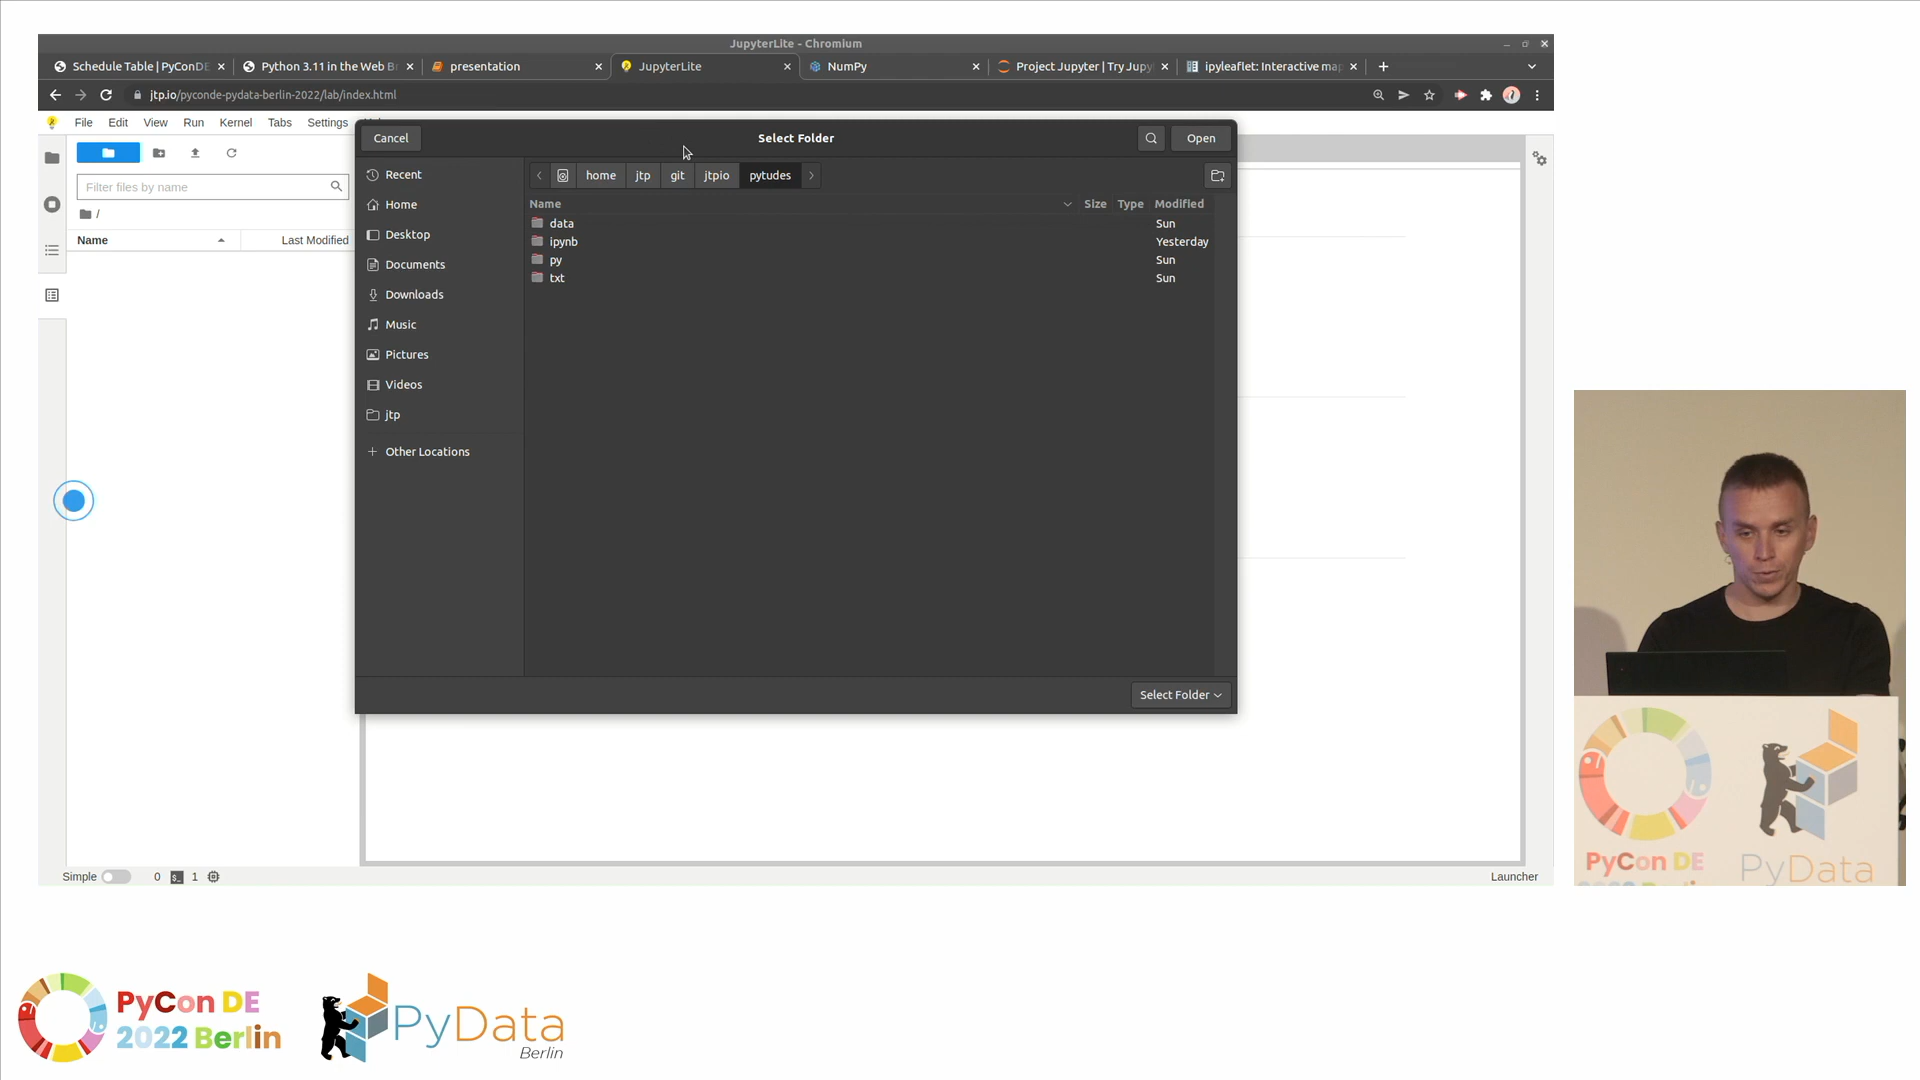 JupyterLite - Chromium
Schedule Table | PyConDE
Python 3.11 in the Web B
presentation
JupyterLite
NumPy
Project Jupyter | Try Jupy
ipyleaflet: Interactive map
jtp.io/pyconde-pydata-berlin-2022/lab/index.html
File Edit View Run Kernel Tabs Settings
Cancel
Select Folder
Open
Filter files by name
/
Name
Last Modified
Recent
Home
Desktop
Documents
Downloads
Music
Pictures
Videos
jtp
Other Locations
home jtp git jtpio pytudes
Name Size Type Modified
data Sun
ipynb Yesterday
py Sun
txt Sun
Select Folder
Simple 0 1
Launcher
PyCon DE
PyData
PyCon DE
2022 Berlin
PyData
Berlin